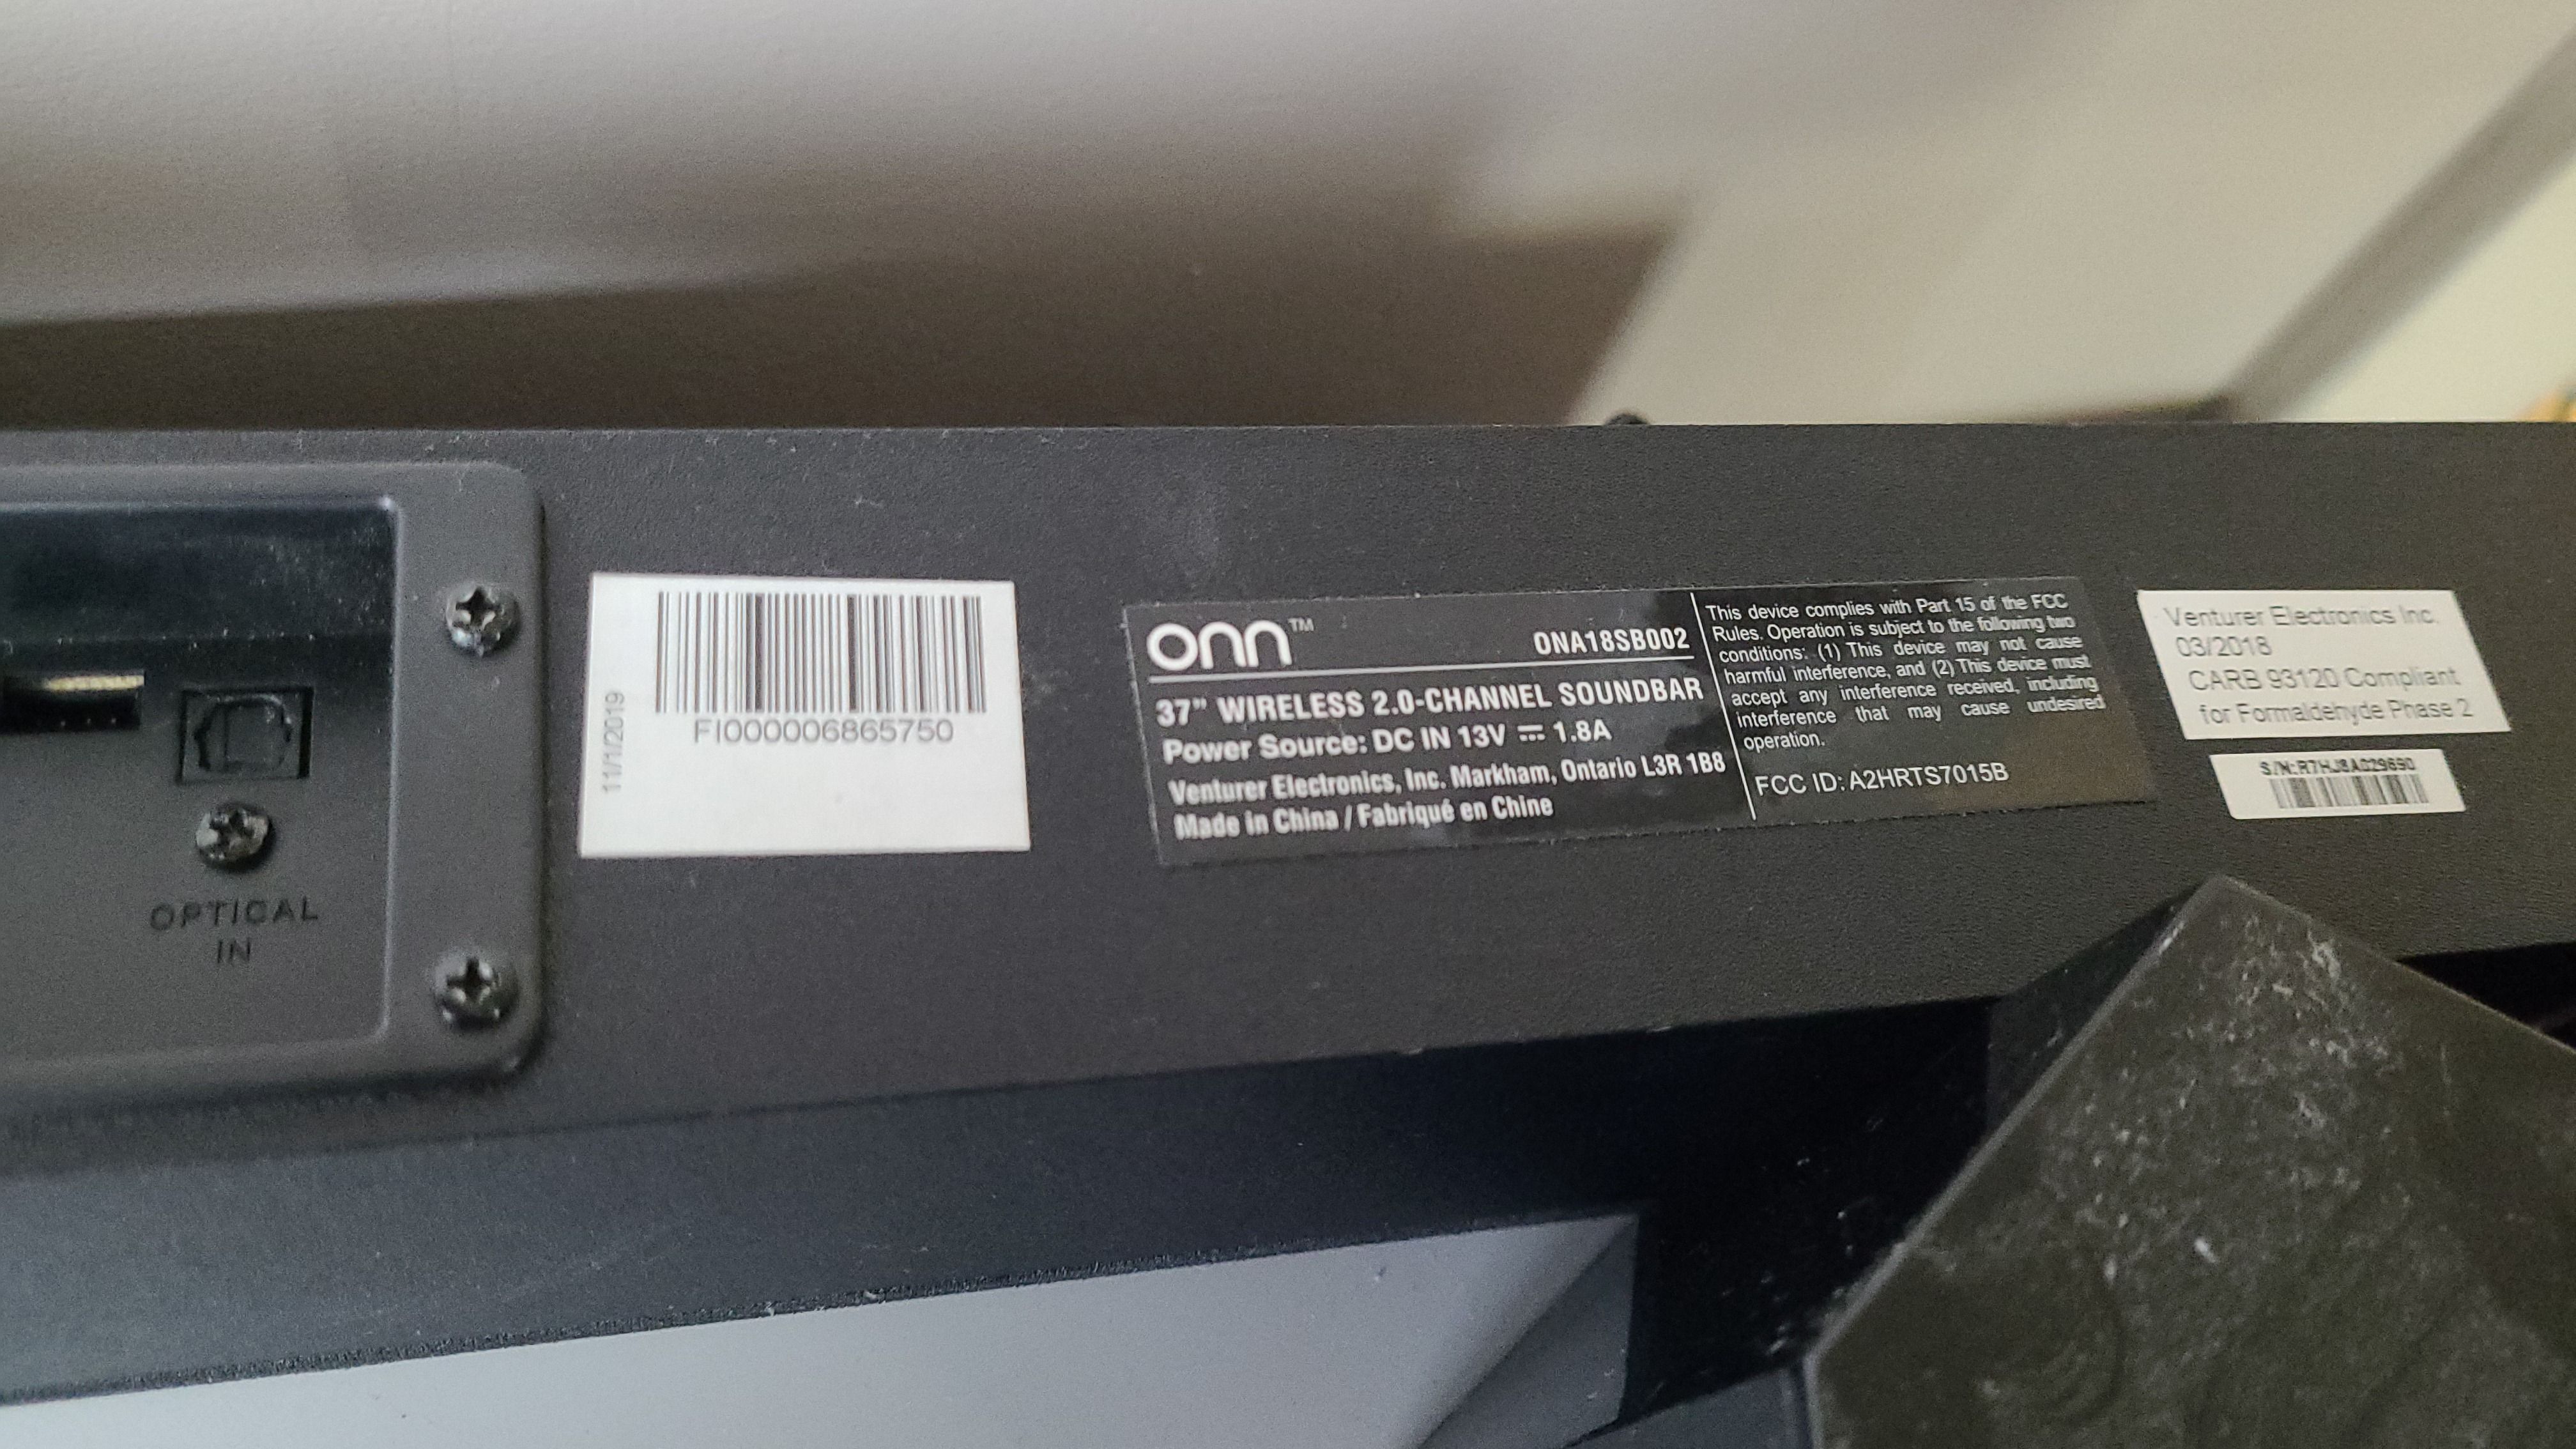 OPTICAL
IN
11/1/2019
FI000006865750
onn™
ONA18SB002
37" WIRELESS 2.0-CHANNEL SOUNDBAR
Power Source: DC IN 13V ⎓ 1.8A
Venturer Electronics, Inc. Markham, Ontario L3R 1B8
Made in China / Fabriqué en Chine
This device complies with Part 15 of the FCC
Rules. Operation is subject to the following two
conditions: (1) This device may not cause
harmful interference, and (2) This device must
accept any interference received, including
interference that may cause undesired
operation.
FCC ID: A2HRTS7015B
Venturer Electronics Inc.
03/2018
CARB 93120 Compliant
for Formaldehyde Phase 2
S/N:R7HJ8A029690